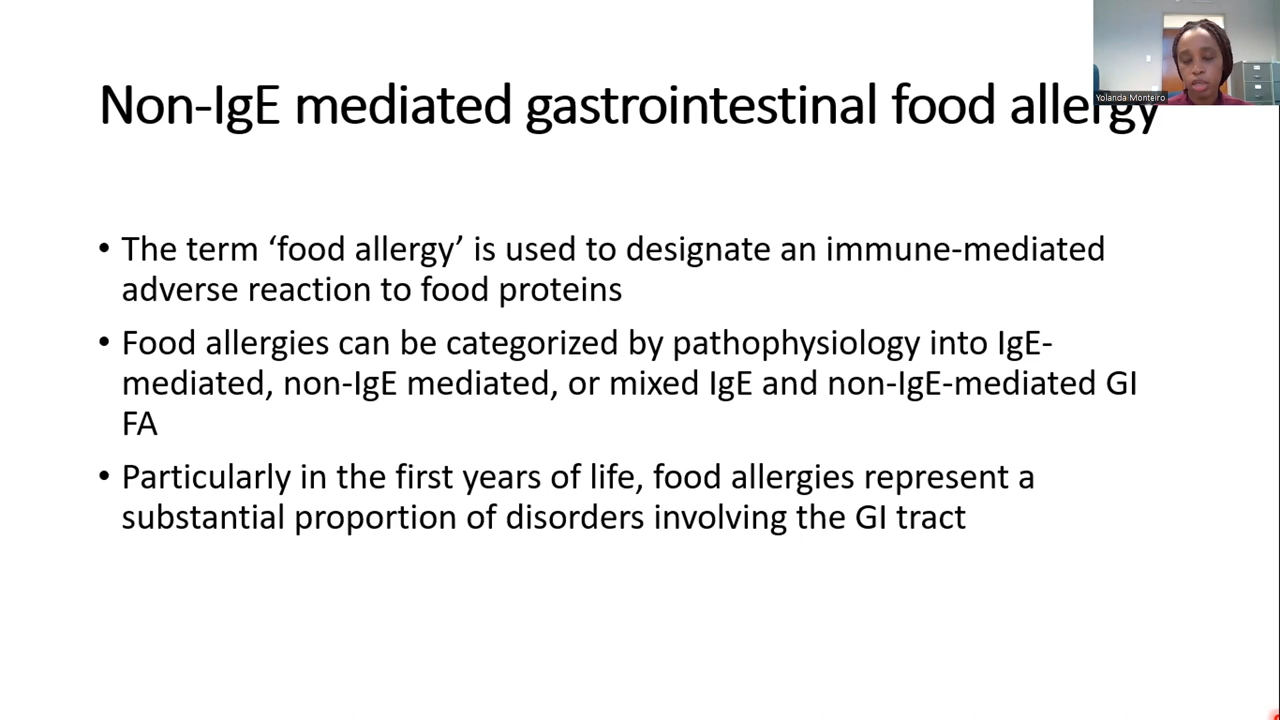 Non-IgE mediated gastrointestinal food allergy
Yolanda Monteiro
• The term ‘food allergy’ is used to designate an immune-mediated
adverse reaction to food proteins
• Food allergies can be categorized by pathophysiology into IgE-
mediated, non-IgE mediated, or mixed IgE and non-IgE-mediated GI
FA
• Particularly in the first years of life, food allergies represent a
substantial proportion of disorders involving the GI tract